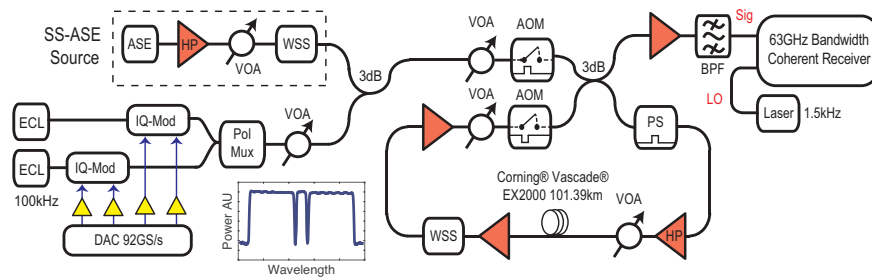 SS-ASE
Source
ASE
HP
VOA
WSS
3dB
ECL
IQ-Mod
ECL
IQ-Mod
100kHz
Pol
Mux
VOA
DAC 92GS/s
Power AU
Wavelength
VOA
AOM
VOA
AOM
3dB
BPF
Sig
63GHz Bandwidth
Coherent Receiver
LO
Laser
1.5kHz
PS
Corning® Vascade®
EX2000 101.39km
VOA
WSS
HP